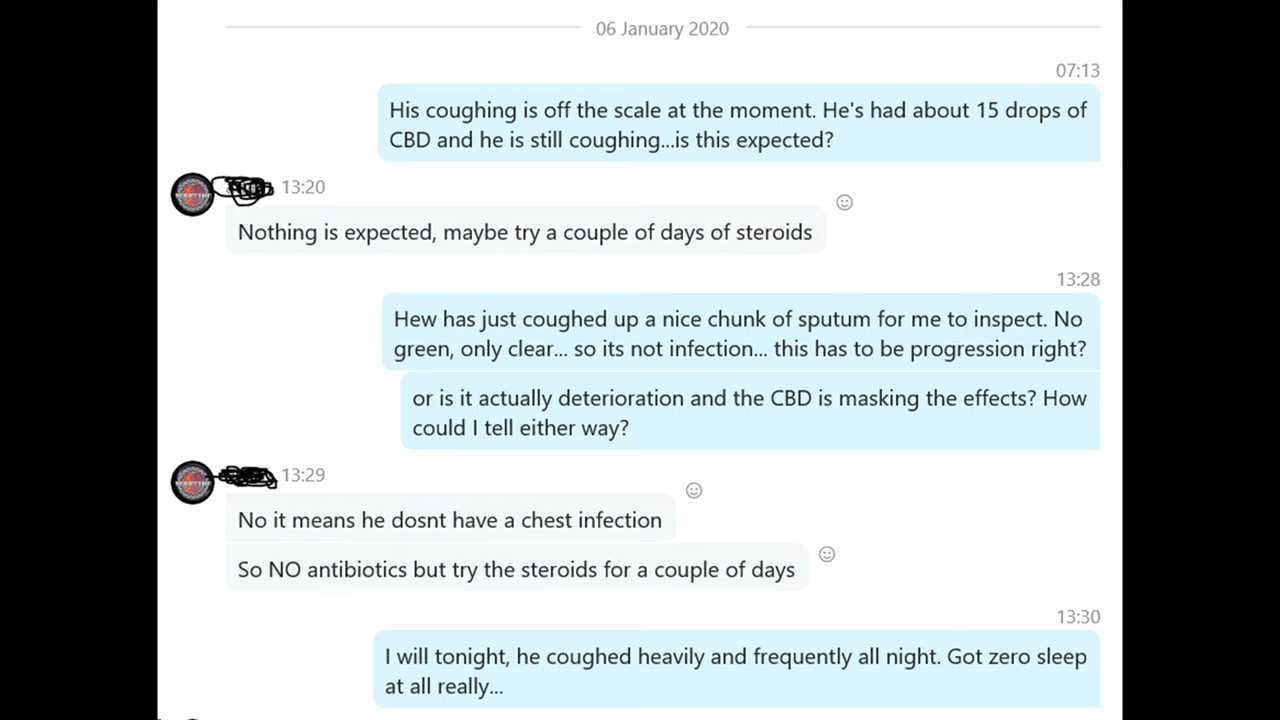 06 January 2020
07:13
His coughing is off the scale at the moment. He's had about 15 drops of
CBD and he is still coughing...is this expected?
13:20
Nothing is expected, maybe try a couple of days of steroids
13:28
Hew has just coughed up a nice chunk of sputum for me to inspect. No
green, only clear... so its not infection... this has to be progression right?
or is it actually deterioration and the CBD is masking the effects? How
could I tell either way?
13:29
No it means he dosnt have a chest infection
So NO antibiotics but try the steroids for a couple of days
13:30
I will tonight, he coughed heavily and frequently all night. Got zero sleep
at all really...